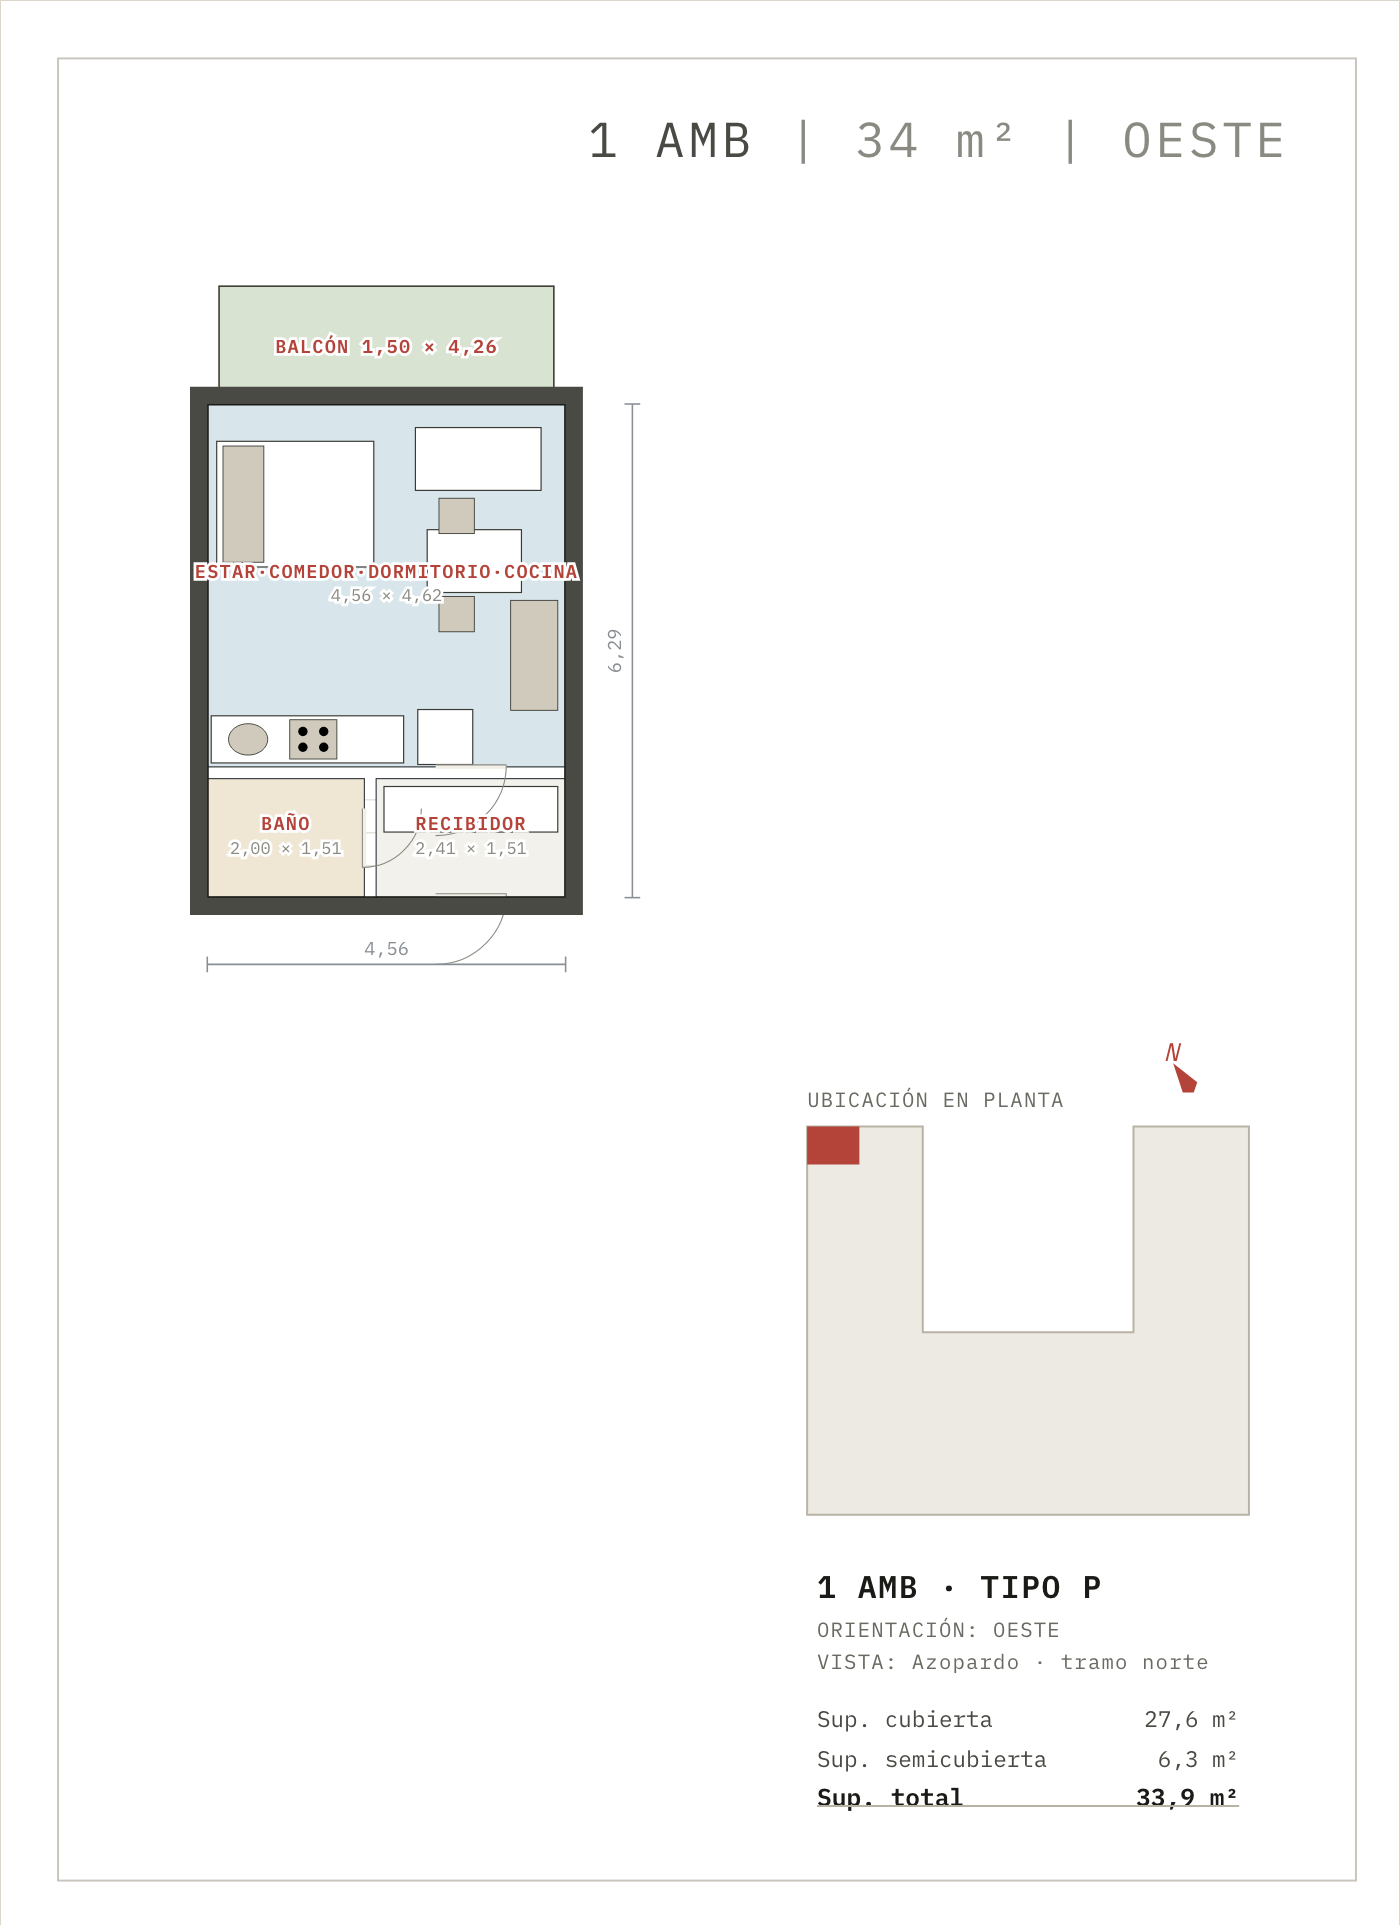 1 AMB | 34 m² | OESTE
BALCÓN 1,50 × 4,26
ESTAR·COMEDOR·DORMITORIO·COCINA
4,56 × 4,62
6,29
BAÑO
2,00 × 1,51
RECIBIDOR
2,41 × 1,51
4,56
N
UBICACIÓN EN PLANTA
1 AMB · TIPO P
ORIENTACIÓN: OESTE
VISTA: Azopardo · tramo norte
Sup. cubierta 27,6 m²
Sup. semicubierta 6,3 m²
Sup. total 33,9 m²